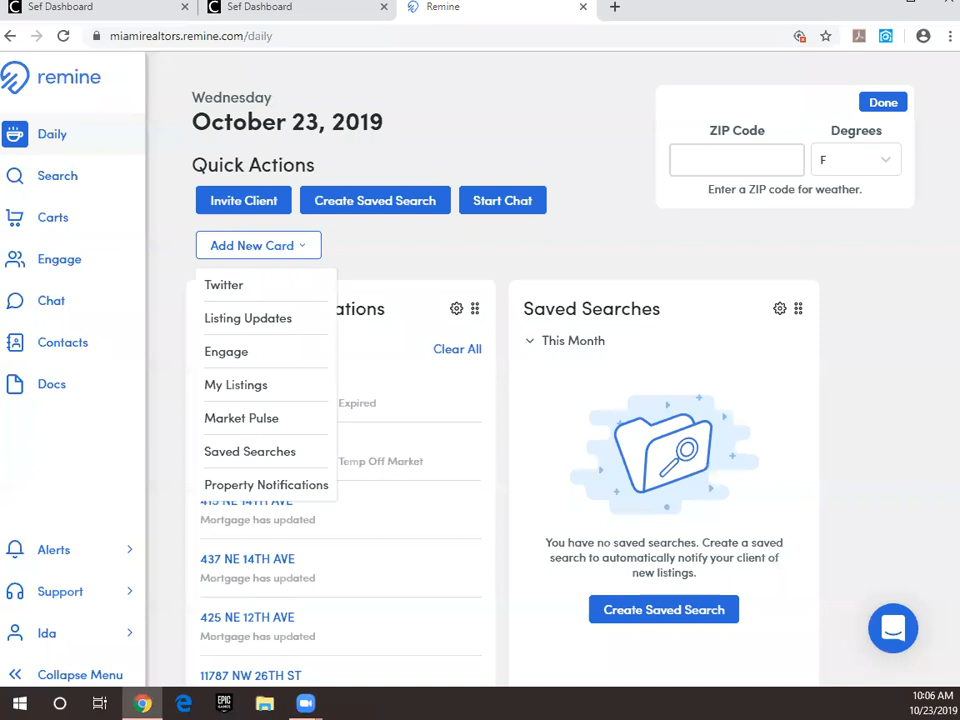 Sef Dashboard
Sef Dashboard
Remine
miamirealtors.remine.com/daily
remine
Daily
Search
Carts
Engage
Chat
Contacts
Docs
Alerts
Support
Ida
Collapse Menu
Wednesday
October 23, 2019
Quick Actions
Invite Client
Create Saved Search
Start Chat
Add New Card
Twitter
Listing Updates
Engage
My Listings
Market Pulse
Saved Searches
Property Notifications
Done
ZIP Code
Degrees
F
Enter a ZIP code for weather.
ations
Clear All
Expired
Temp Off Market
415 NE 14TH AVE
Mortgage has updated
437 NE 14TH AVE
Mortgage has updated
425 NE 12TH AVE
Mortgage has updated
11787 NW 26TH ST
Saved Searches
This Month
You have no saved searches. Create a saved
search to automatically notify your client of
new listings.
Create Saved Search
EPIC
GAMES
10:06 AM
10/23/2019